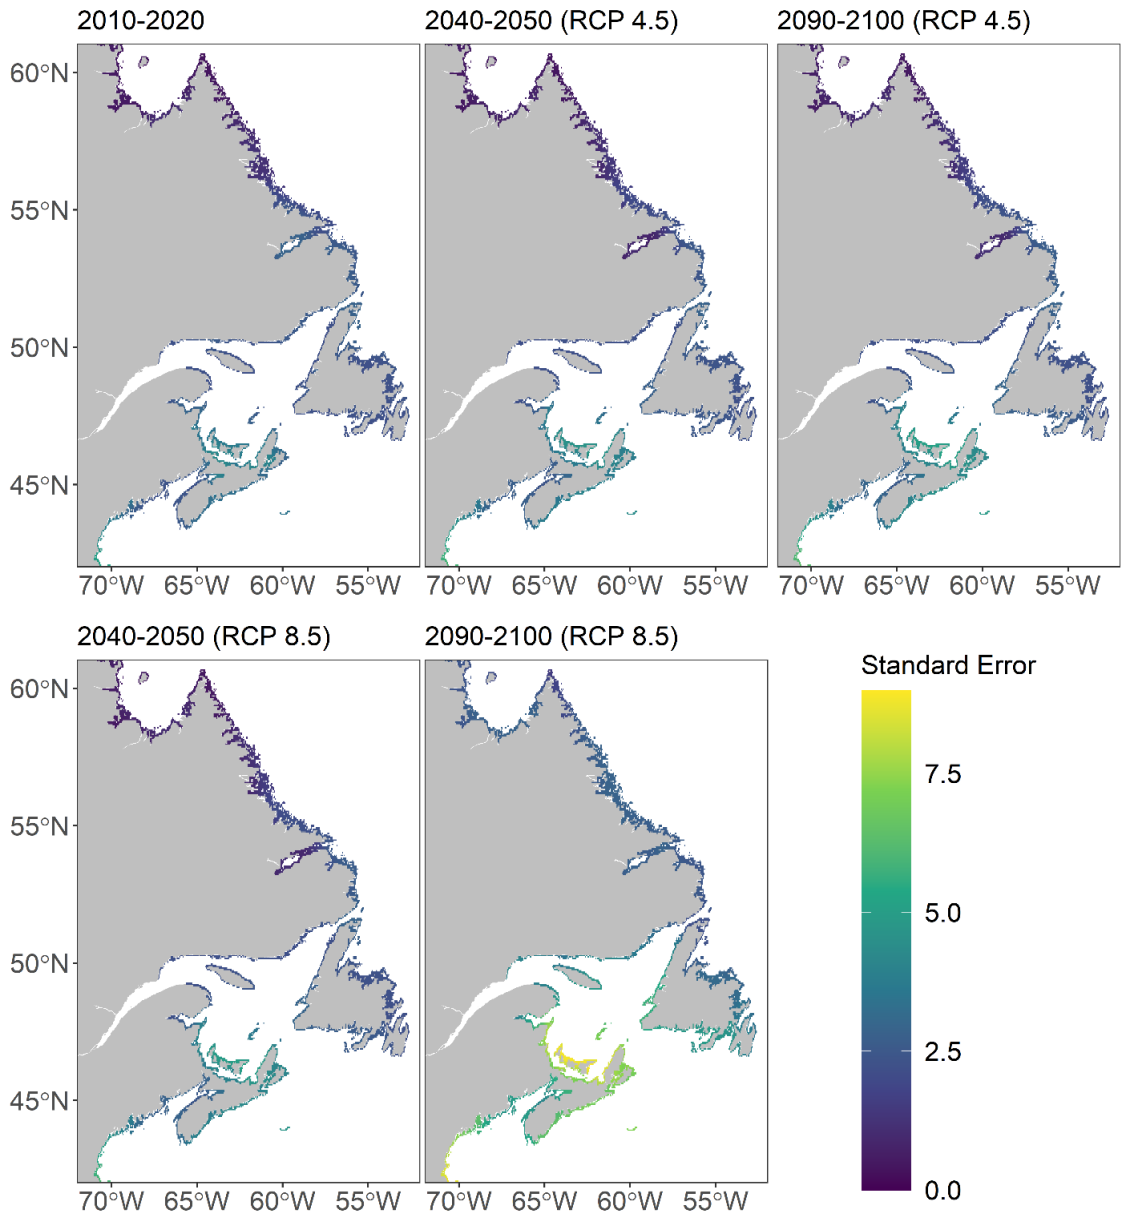 2010-2020
2040-2050 (RCP 4.5)
2090-2100 (RCP 4.5)
60°N
55°N
50°N
45°N
70°W 65°W 60°W 55°W
70°W 65°W 60°W 55°W
70°W 65°W 60°W 55°W
2040-2050 (RCP 8.5)
2090-2100 (RCP 8.5)
60°N
55°N
50°N
45°N
70°W 65°W 60°W 55°W
70°W 65°W 60°W 55°W
Standard Error
7.5
5.0
2.5
0.0